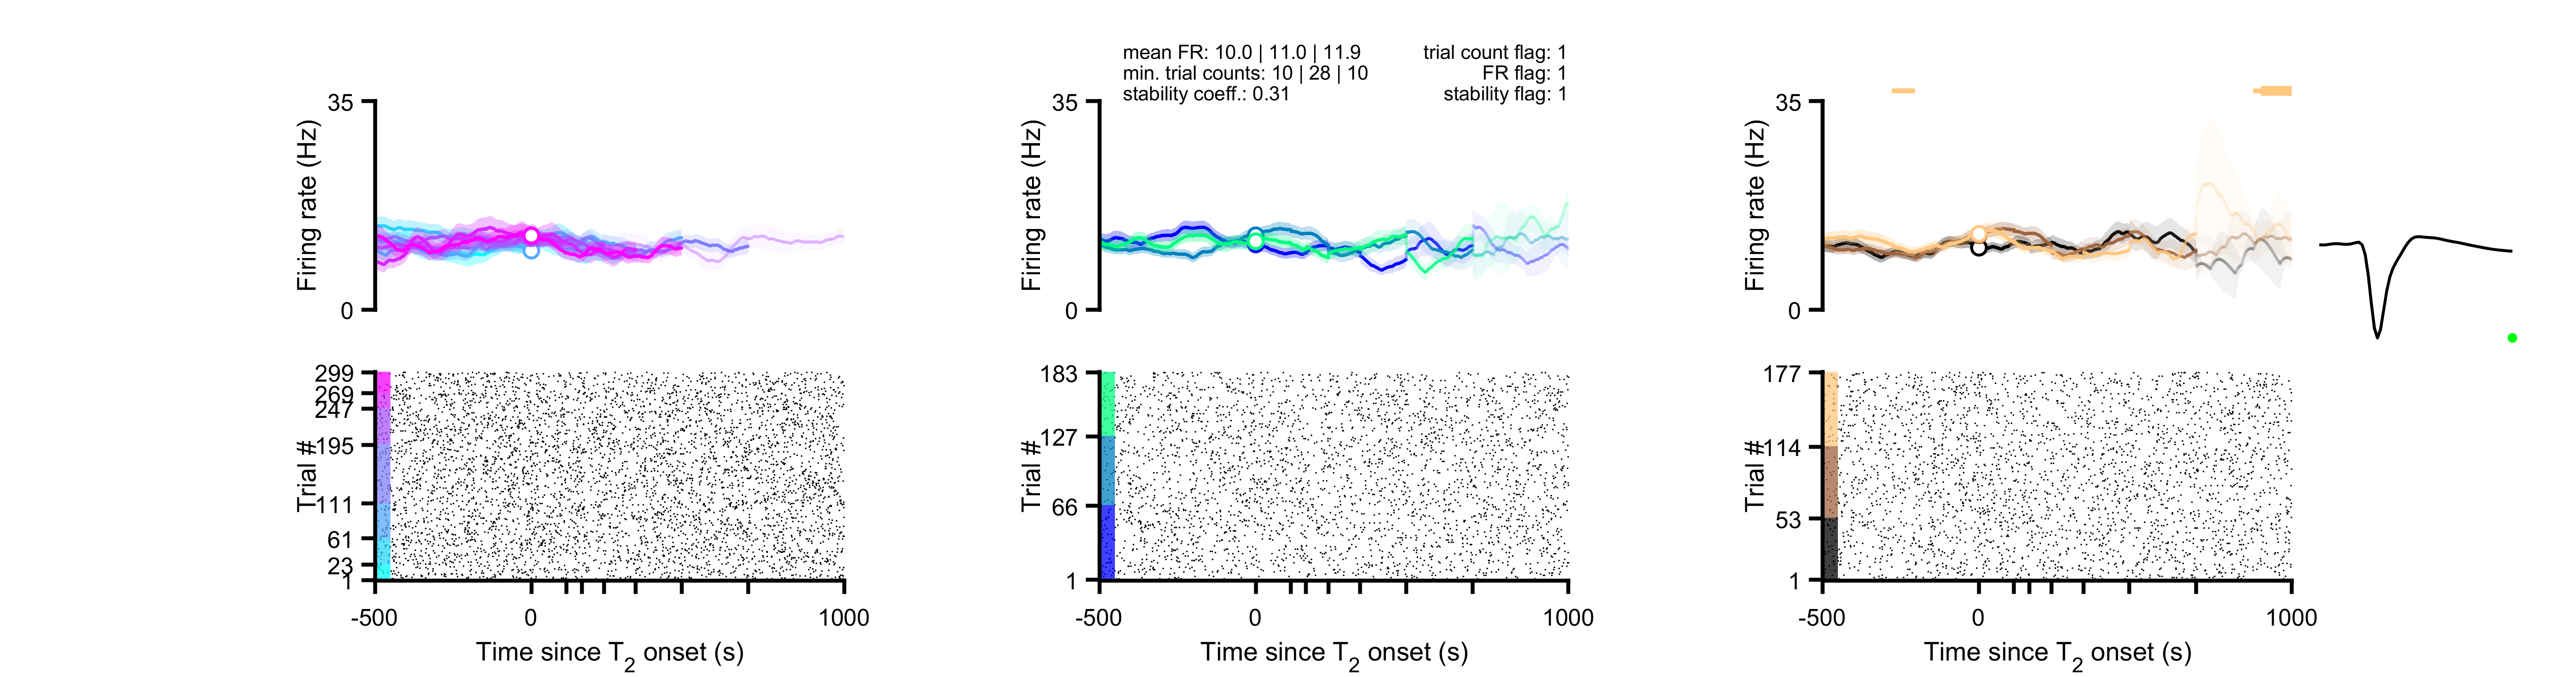 mean FR: 10.0 | 11.0 | 11.9
trial count flag: 1
min. trial counts: 10 | 28 | 10
FR flag: 1
stability coeff.: 0.31
stability flag: 1
35
Firing rate (Hz)
0
35
Firing rate (Hz)
0
35
Firing rate (Hz)
0
299
269
247
195
111
61
23
1
Trial #
-500
0
1000
Time since T2 onset (s)
183
127
66
1
Trial #
-500
0
1000
Time since T2 onset (s)
177
114
53
1
Trial #
-500
0
1000
Time since T2 onset (s)